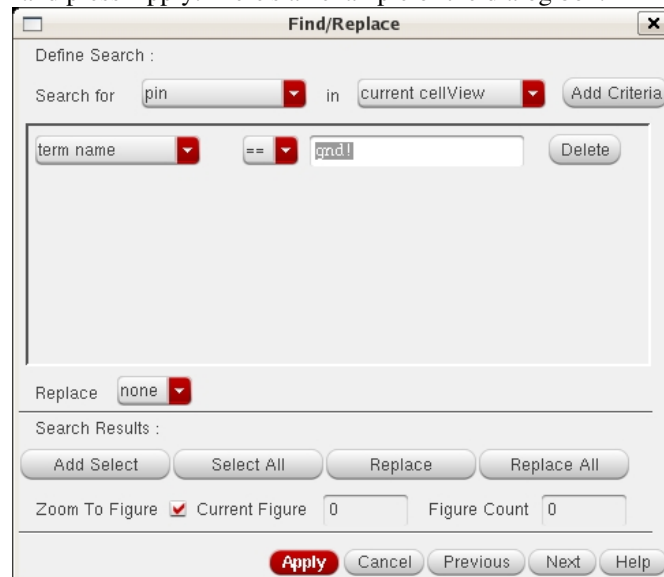 Find/Replace
Define Search :
Search for pin in current cellView Add Criteria
term name == gnd! Delete
Replace none
Search Results :
Add Select Select All Replace Replace All
Zoom To Figure Current Figure 0 Figure Count 0
Apply Cancel Previous Next Help